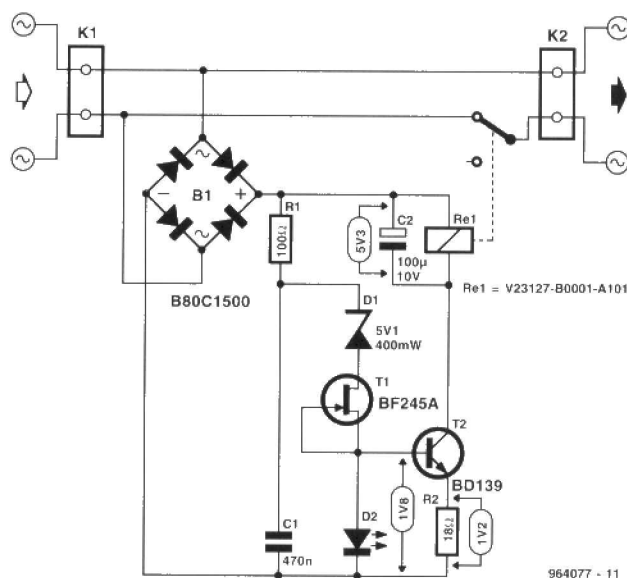 K1
K2
B1
~
~
-
+
R1
100Ω
5V3
C2
100µ
10V
Re1
Re1 = V23127-B0001-A101
B80C1500
D1
5V1
400mW
T1
BF245A
T2
BD139
C1
470n
D2
1V8
R2
18Ω
1V2
964077 - 11